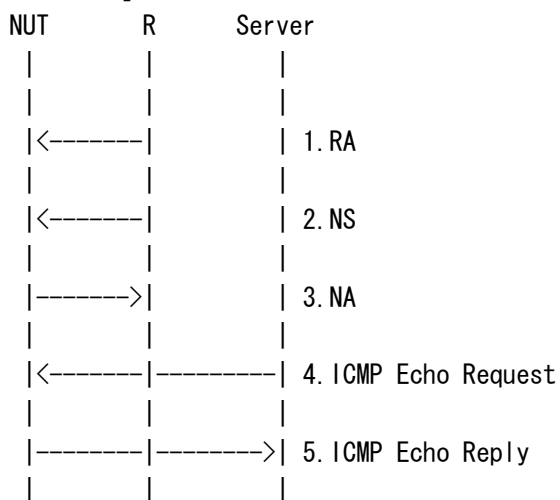 NUT R Server
| | |
| | |
|<-------| | 1.RA
| | |
|<-------| | 2.NS
| | |
|------->| | 3.NA
| | |
|<-------|---------| 4.ICMP Echo Request
| | |
|--------|-------->| 5.ICMP Echo Reply
| | |